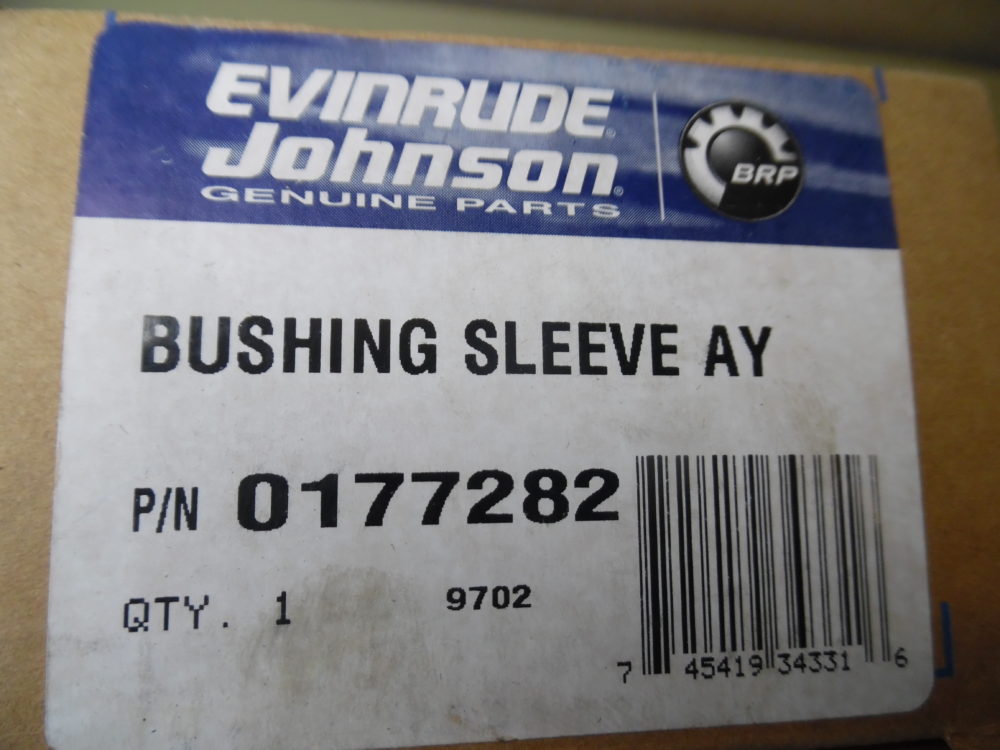 EVINRUDE®
Johnson®
GENUINE PARTS
BRP
BUSHING SLEEVE AY
P/N 0177282
QTY. 1 9702
7 45419 34331 6